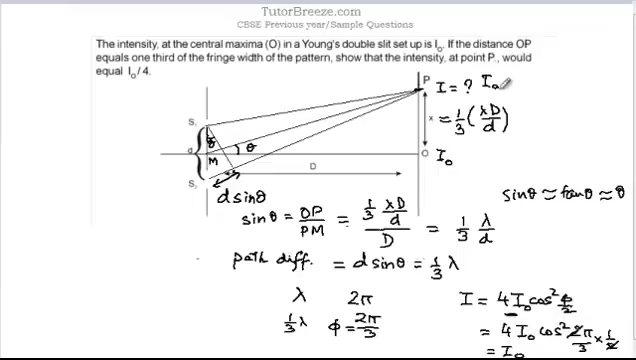 TutorBreeze.com
CBSE Previous year/Sample Questions
The intensity, at the central maxima (O) in a Young's double slit set up is I₀. If the distance OP
equals one third of the fringe width of the pattern, show that the intensity, at point P, would
equal I₀/4.
P I = ? I₀
S₁
x = 1/3 (λD/d)
d θ θ
M O I₀
S₂ D
d sinθ
sinθ ≈ tanθ ≈ θ
sinθ = OP/PM = (1/3 λD/d)/D = 1/3 λ/d
path diff. = d sinθ = 1/3 λ
λ 2π
I = 4 I₀ cos² φ/2
1/3 λ φ = 2π/3
= 4 I₀ cos² 2π/3 × 1/2
= I₀